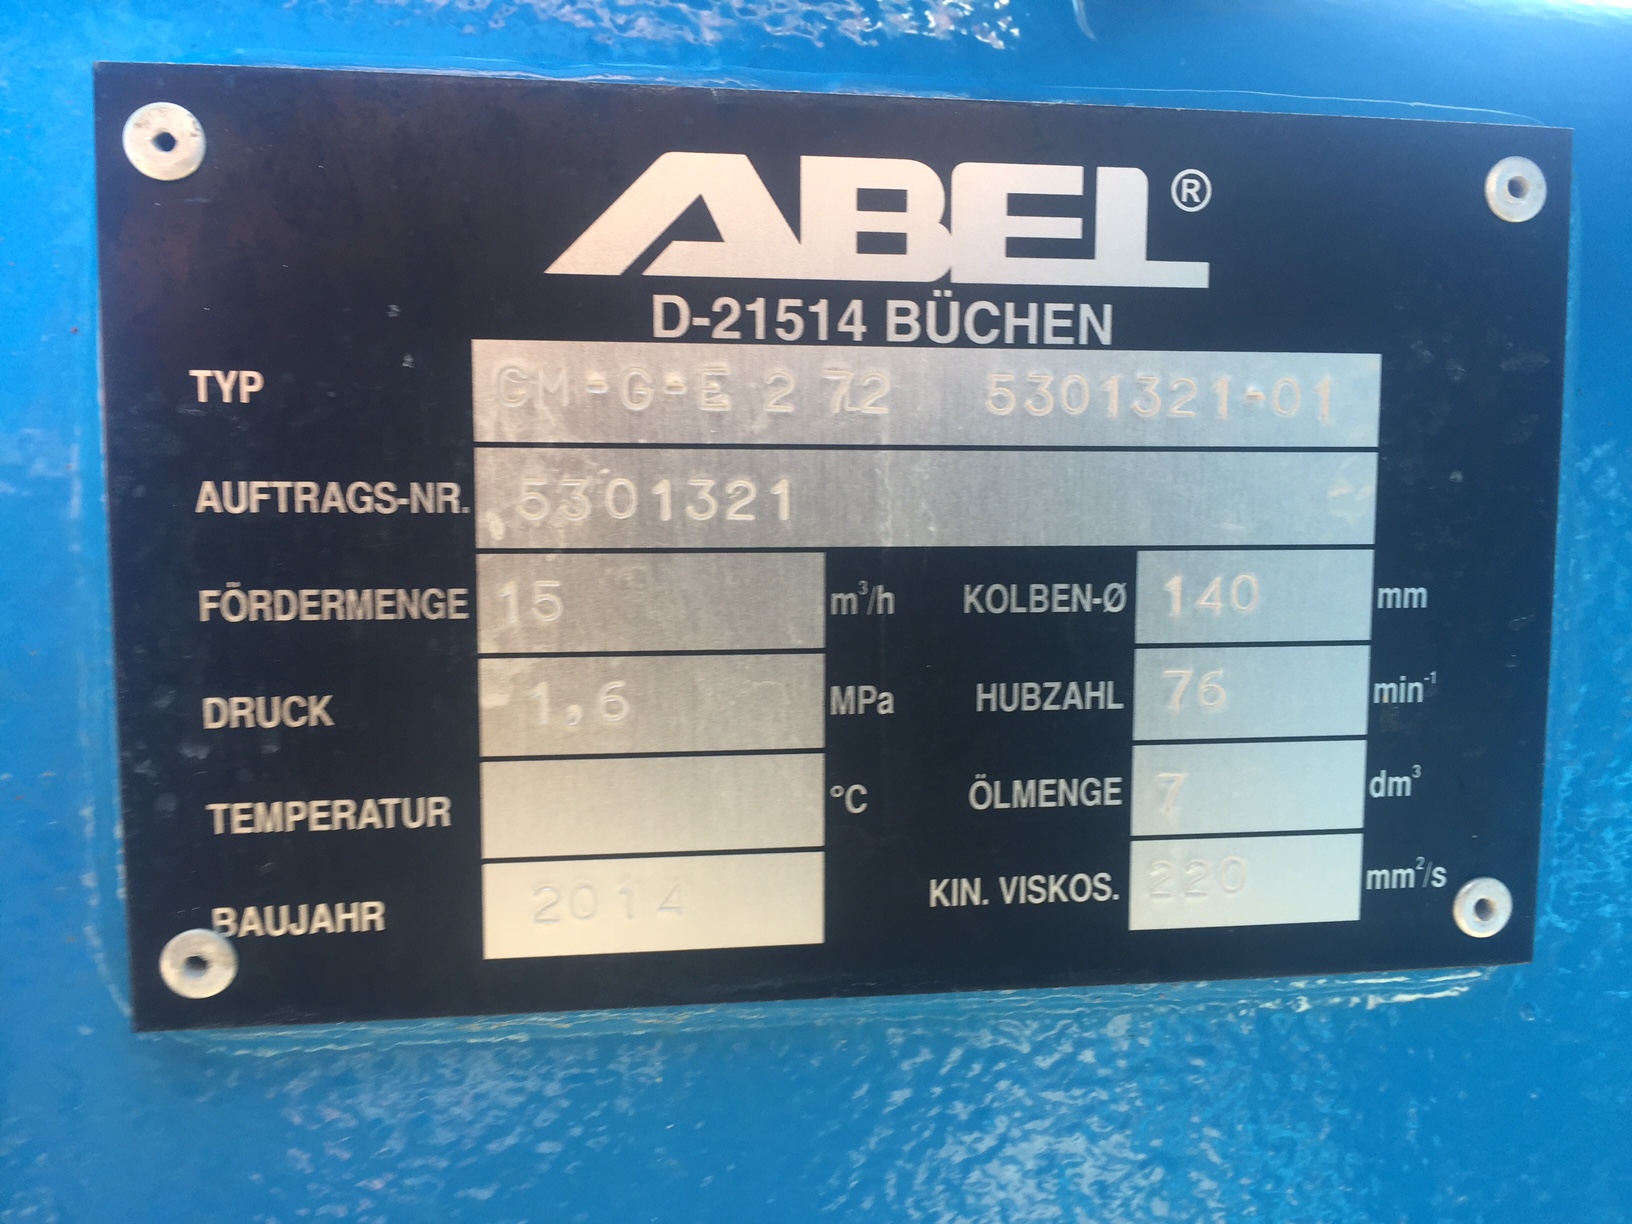 ABEL®
D-21514 BÜCHEN
TYP GM-G-E 2 72 5301321-01
AUFTRAGS-NR. 5301321
FÖRDERMENGE 15 m³/h KOLBEN-Ø 140 mm
DRUCK 1,6 MPa HUBZAHL 76 min⁻¹
TEMPERATUR °C ÖLMENGE 7 dm³
BAUJAHR 2014 KIN. VISKOS. 220 mm²/s